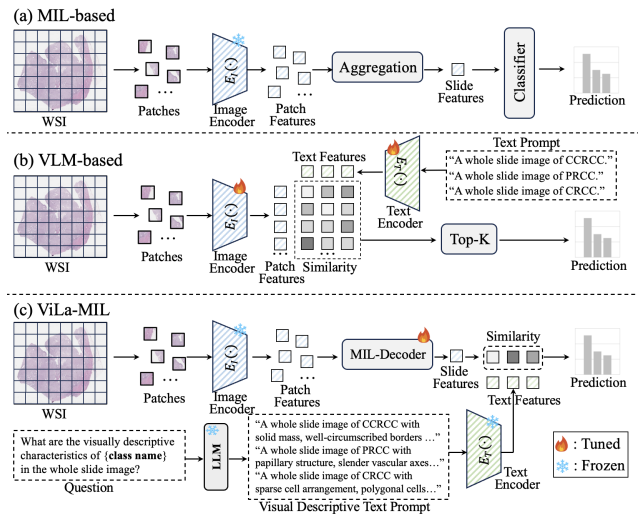 (a) MIL-based
WSI
Patches
E_I(·)
Image
Encoder
Patch
Features
Aggregation
Slide
Features
Classifier
Prediction
(b) VLM-based
WSI
Patches
E_I(·)
Image
Encoder
Text Features
Patch
Features
Similarity
E_T(·)
Text
Encoder
Text Prompt
“A whole slide image of CCRCC.”
“A whole slide image of PRCC.”
“A whole slide image of CRCC.”
Top-K
Prediction
(c) ViLa-MIL
WSI
Patches
E_I(·)
Image
Encoder
Patch
Features
MIL-Decoder
Slide
Features
Similarity
Text Features
Prediction
What are the visually descriptive
characteristics of {class name}
in the whole slide image?
Question
LLM
“A whole slide image of CCRCC with
solid mass, well-circumscribed borders …”
“A whole slide image of PRCC with
papillary structure, slender vascular axes…”
“A whole slide image of CRCC with
sparse cell arrangement, polygonal cells…”
Visual Descriptive Text Prompt
E_T(·)
Text
Encoder
: Tuned
: Frozen